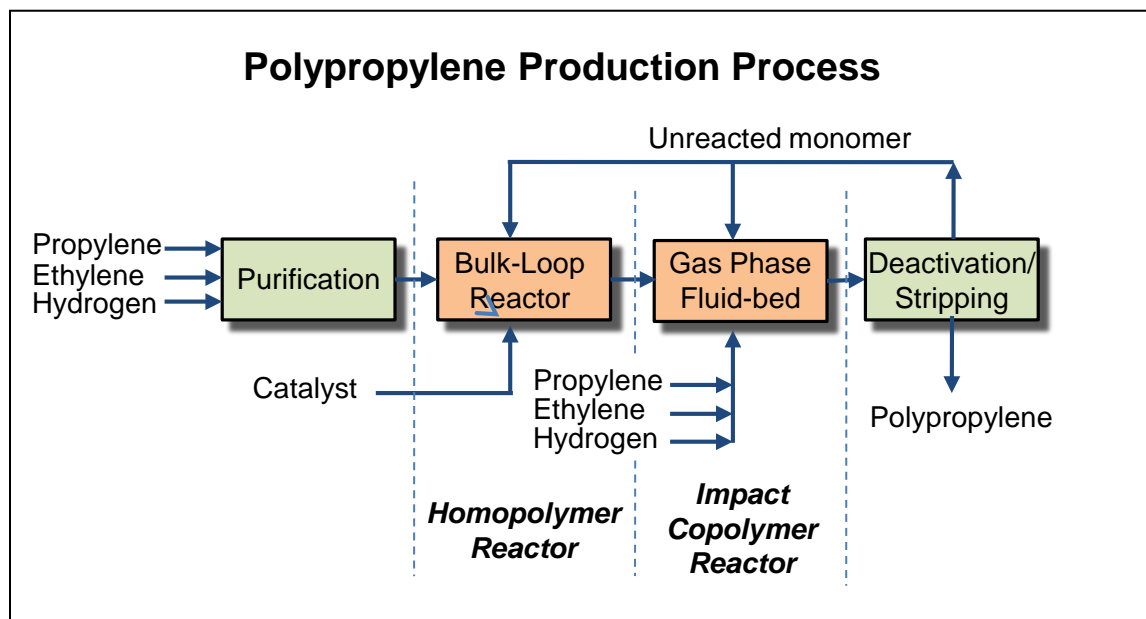 Polypropylene Production Process
Unreacted monomer
Propylene
Ethylene
Hydrogen
Purification
Bulk-Loop
Reactor
Gas Phase
Fluid-bed
Deactivation/
Stripping
Catalyst
Propylene
Ethylene
Hydrogen
Polypropylene
Homopolymer
Reactor
Impact
Copolymer
Reactor